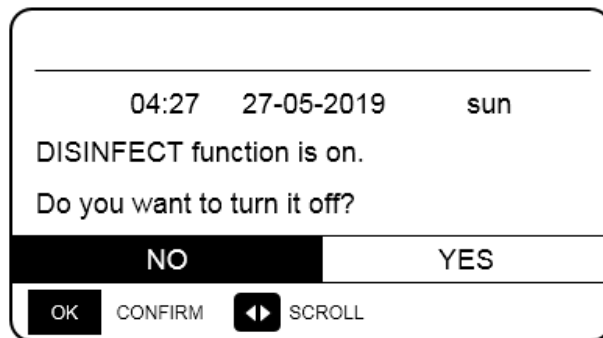 04:27 27-05-2019 sun
DISINFECT function is on.
Do you want to turn it off?
NO YES
OK CONFIRM SCROLL